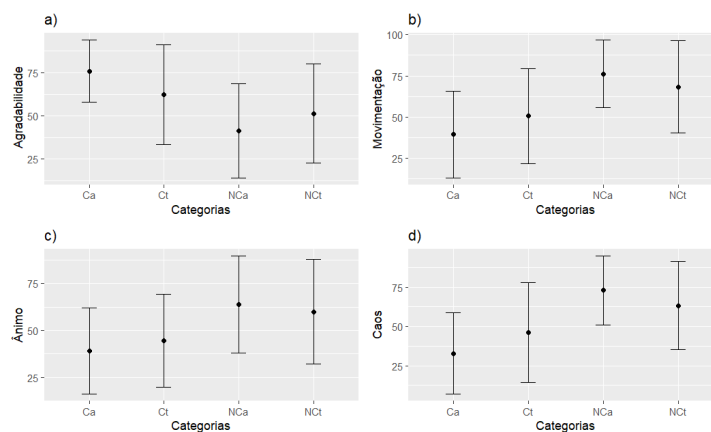 a)
Agradabilidade
75
50
25
Ca Ct NCa NCt
Categorias
b)
Movimentação
100
75
50
25
Ca Ct NCa NCt
Categorias
c)
Ânimo
75
50
25
Ca Ct NCa NCt
Categorias
d)
Caos
75
50
25
Ca Ct NCa NCt
Categorias